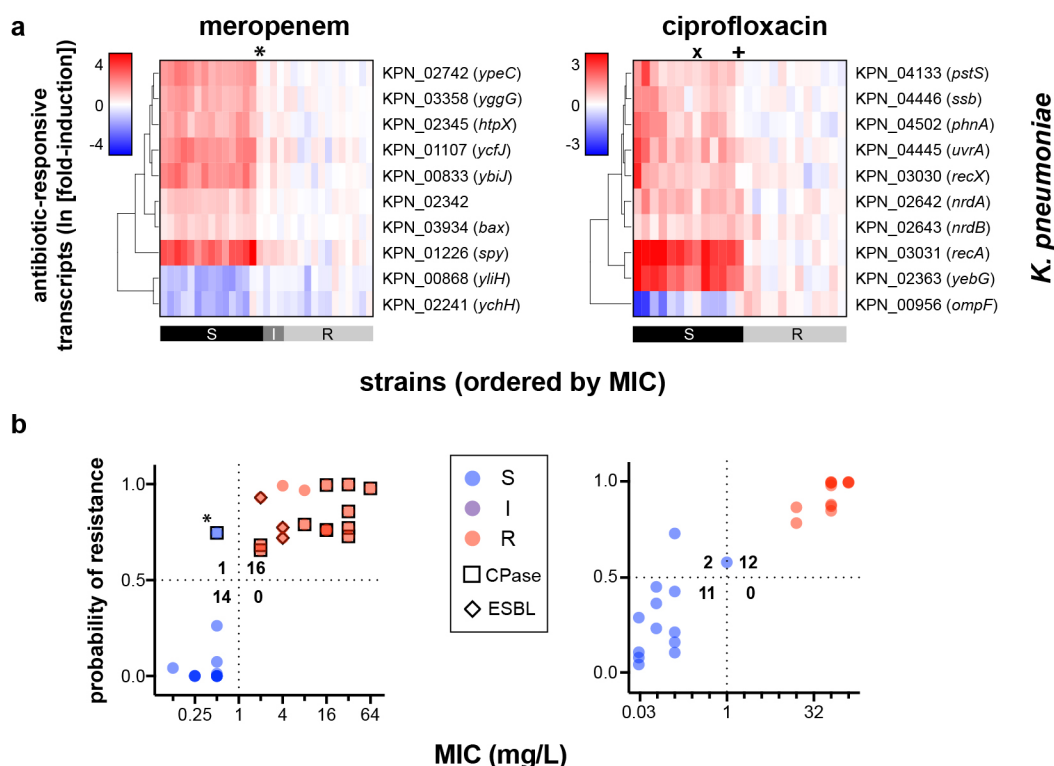 a
meropenem
ciprofloxacin
*
x +
antibiotic-responsive
transcripts (ln [fold-induction])
4
0
-4
KPN_02742 (ypeC)
KPN_03358 (yggG)
KPN_02345 (htpX)
KPN_01107 (ycfJ)
KPN_00833 (ybiJ)
KPN_02342
KPN_03934 (bax)
KPN_01226 (spy)
KPN_00868 (yliH)
KPN_02241 (ychH)
S I R
3
0
-3
KPN_04133 (pstS)
KPN_04446 (ssb)
KPN_04502 (phnA)
KPN_04445 (uvrA)
KPN_03030 (recX)
KPN_02642 (nrdA)
KPN_02643 (nrdB)
KPN_03031 (recA)
KPN_02363 (yebG)
KPN_00956 (ompF)
S R
K. pneumoniae
strains (ordered by MIC)
b
probability of resistance
1.0
0.5
0.0
*
1 16
14 0
0.25 1 4 16 64
S
I
R
CPase
ESBL
1.0
0.5
0.0
2 12
11 0
0.03 1 32
MIC (mg/L)